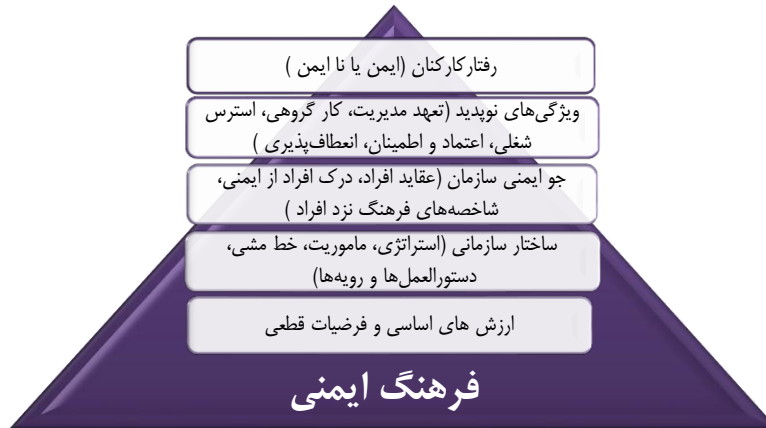 رفتارکارکنان (ایمن یا نا ایمن )
ویژگی‌های نوپدید (تعهد مدیریت، کار گروهی، استرس
شغلی، اعتماد و اطمینان، انعطاف‌پذیری )
جو ایمنی سازمان (عقاید افراد، درک افراد از ایمنی،
شاخصه‌های فرهنگ نزد افراد )
ساختار سازمانی (استراتژی، ماموریت، خط مشی،
دستورالعمل‌ها و رویه‌ها)
ارزش های اساسی و فرضیات قطعی
فرهنگ ایمنی